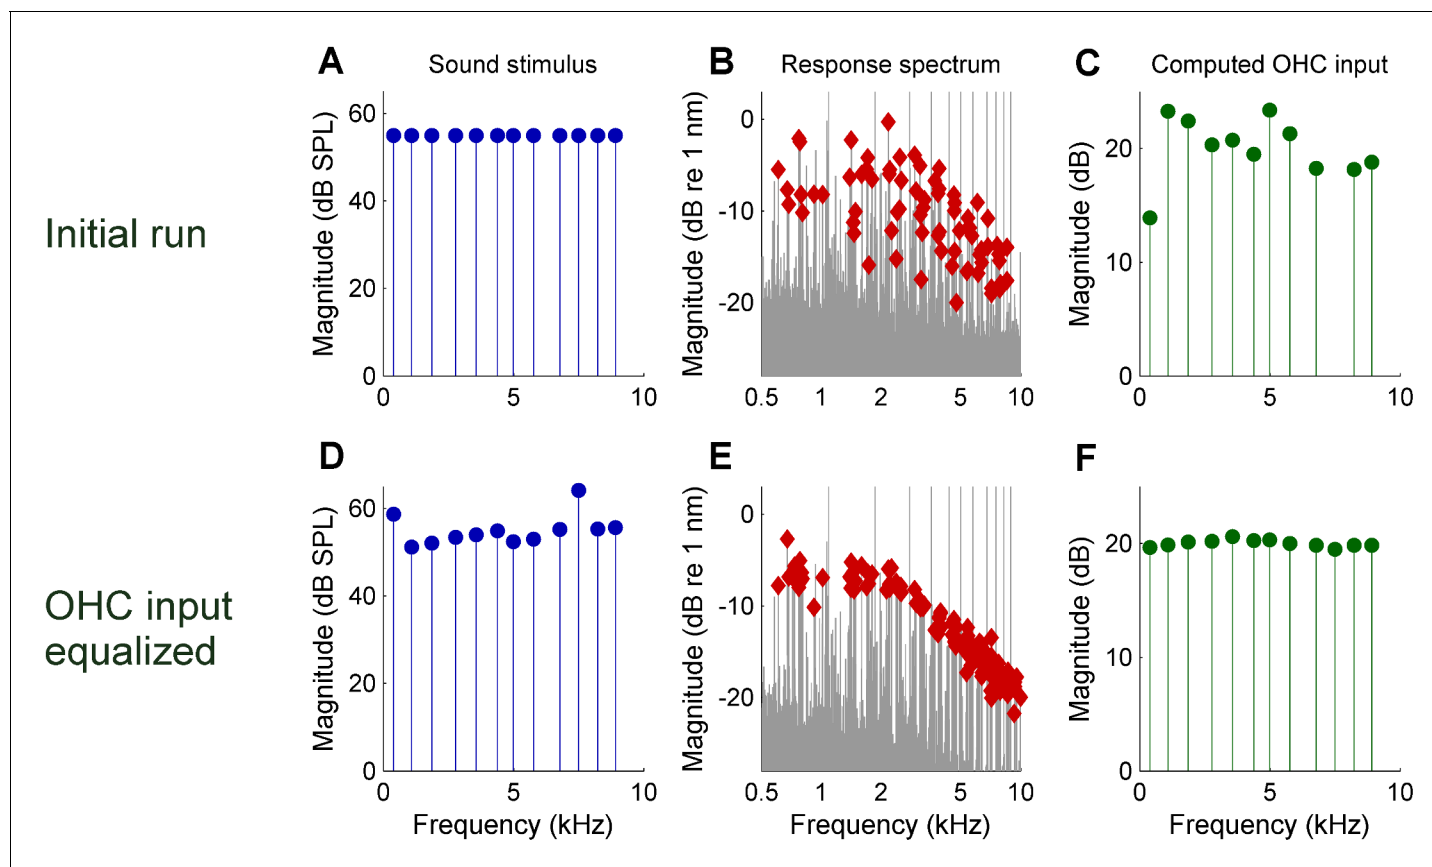 A Sound stimulus
Magnitude (dB SPL)
60
40
20
0
0 5 10
B Response spectrum
Magnitude (dB re 1 nm)
0
-10
-20
0.5 1 2 5 10
C Computed OHC input
Magnitude (dB)
20
10
0
0 5 10
Initial run
D
Magnitude (dB SPL)
60
40
20
0
0 5 10
Frequency (kHz)
E
Magnitude (dB re 1 nm)
0
-10
-20
0.5 1 2 5 10
Frequency (kHz)
F
Magnitude (dB)
20
10
0
0 5 10
Frequency (kHz)
OHC input
equalized